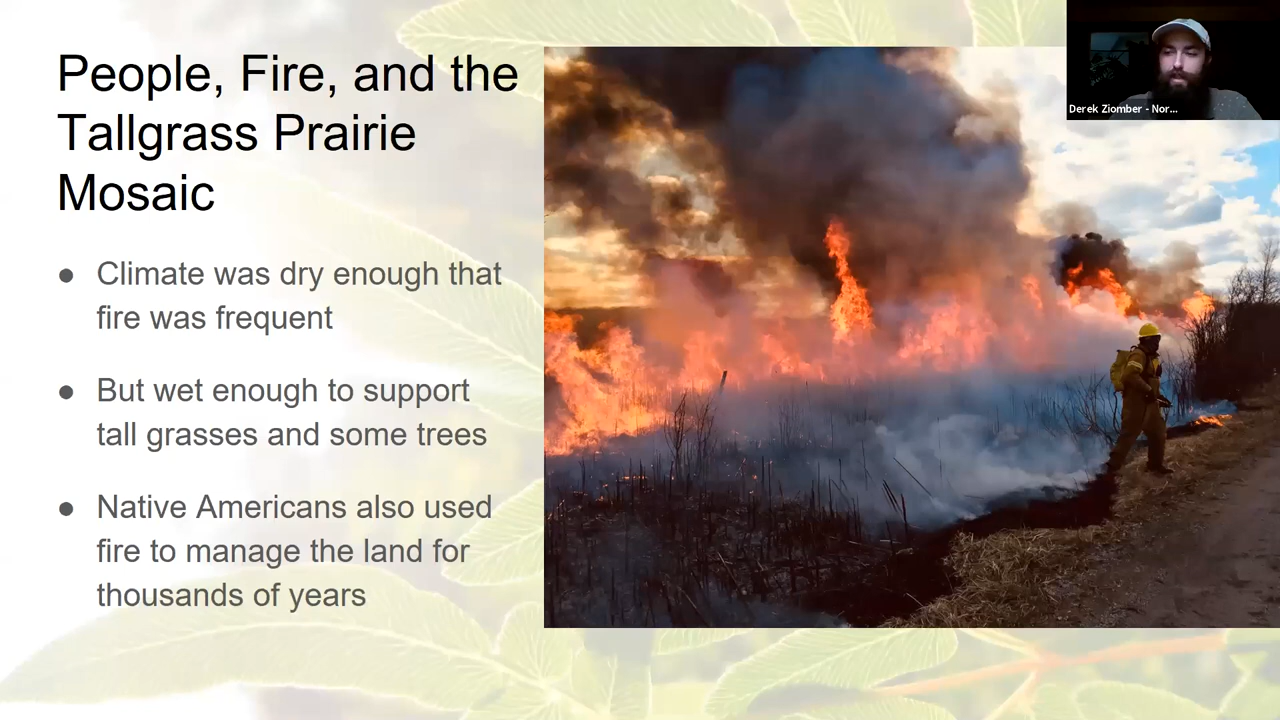 People, Fire, and the
Tallgrass Prairie
Mosaic
● Climate was dry enough that
fire was frequent
● But wet enough to support
tall grasses and some trees
● Native Americans also used
fire to manage the land for
thousands of years
Derek Ziomber - Nor...